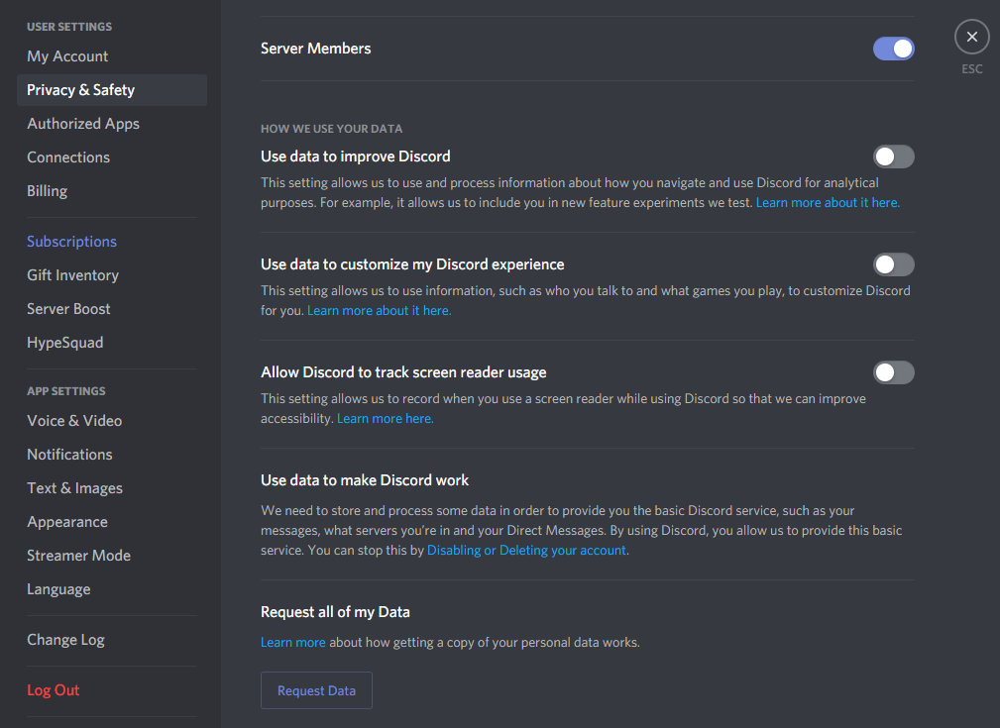 USER SETTINGS
My Account
Privacy & Safety
Authorized Apps
Connections
Billing
Subscriptions
Gift Inventory
Server Boost
HypeSquad
APP SETTINGS
Voice & Video
Notifications
Text & Images
Appearance
Streamer Mode
Language
Change Log
Log Out
Server Members
HOW WE USE YOUR DATA
Use data to improve Discord
This setting allows us to use and process information about how you navigate and use Discord for analytical
purposes. For example, it allows us to include you in new feature experiments we test. Learn more about it here.
Use data to customize my Discord experience
This setting allows us to use information, such as who you talk to and what games you play, to customize Discord
for you. Learn more about it here.
Allow Discord to track screen reader usage
This setting allows us to record when you use a screen reader while using Discord so that we can improve
accessibility. Learn more here.
Use data to make Discord work
We need to store and process some data in order to provide you the basic Discord service, such as your
messages, what servers you're in and your Direct Messages. By using Discord, you allow us to provide this basic
service. You can stop this by Disabling or Deleting your account.
Request all of my Data
Learn more about how getting a copy of your personal data works.
Request Data
ESC